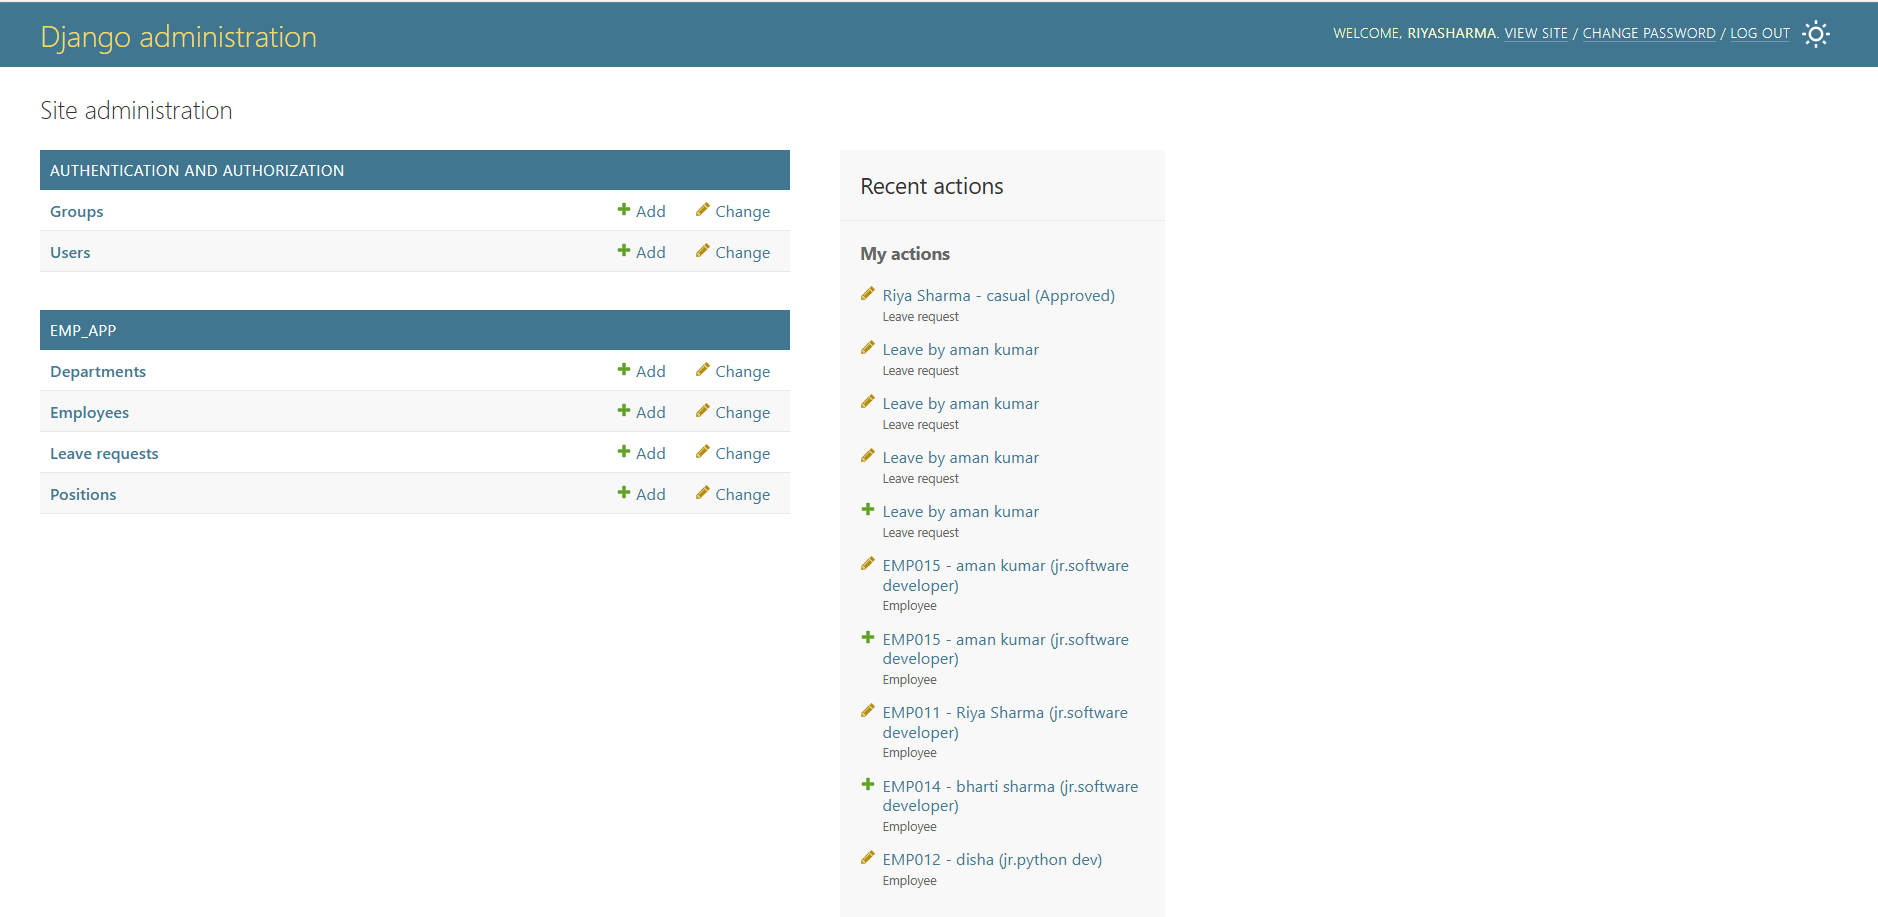 Django administration
WELCOME, RIYASHARMA. VIEW SITE / CHANGE PASSWORD / LOG OUT
Site administration
AUTHENTICATION AND AUTHORIZATION
Groups Add Change
Users Add Change
EMP_APP
Departments Add Change
Employees Add Change
Leave requests Add Change
Positions Add Change
Recent actions
My actions
Riya Sharma - casual (Approved)
Leave request
Leave by aman kumar
Leave request
Leave by aman kumar
Leave request
Leave by aman kumar
Leave request
Leave by aman kumar
Leave request
EMP015 - aman kumar (jr.software
developer)
Employee
EMP015 - aman kumar (jr.software
developer)
Employee
EMP011 - Riya Sharma (jr.software
developer)
Employee
EMP014 - bharti sharma (jr.software
developer)
Employee
EMP012 - disha (jr.python dev)
Employee